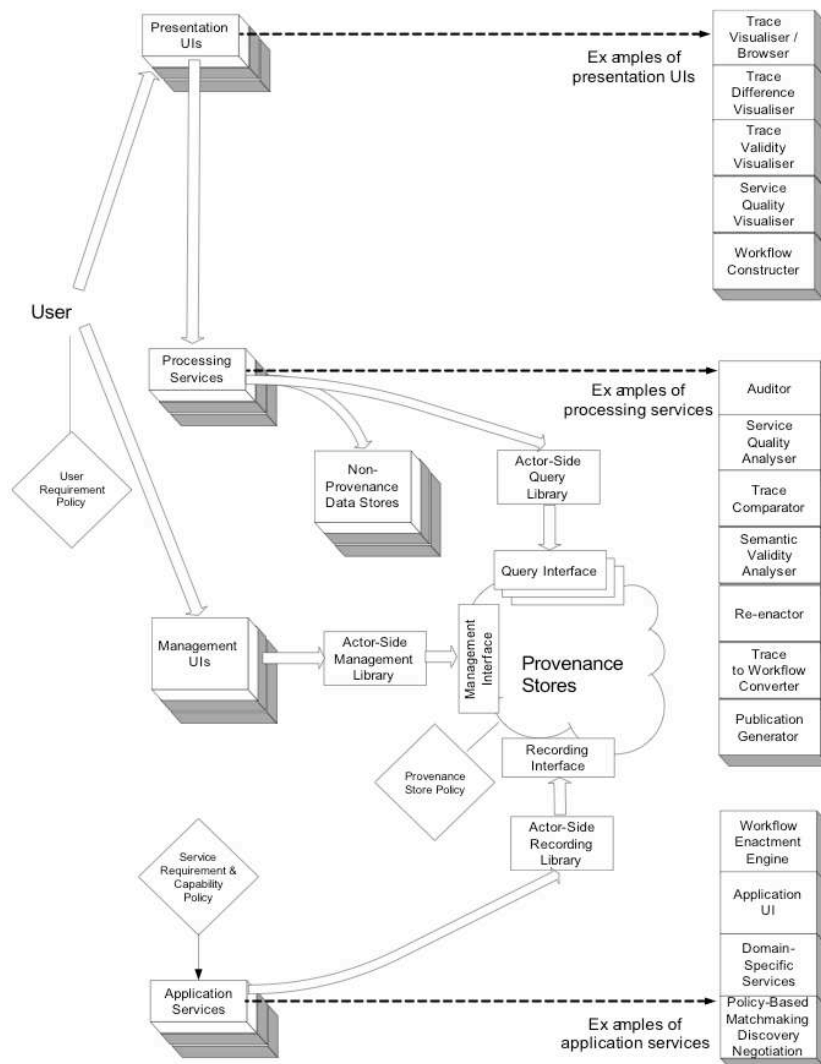 Presentation
UIs
Ex amples of
presentation UIs
Trace
Visualiser /
Browser
Trace
Difference
Visualiser
Trace
Validity
Visualiser
Service
Quality
Visualiser
Workflow
Constructer
User
Processing
Services
Ex amples of
processing services
Auditor
Service
Quality
Analyser
Trace
Comparator
Semantic
Validity
Analyser
Re-enactor
Trace
to Workflow
Converter
Publication
Generator
User
Requirement
Policy
Non-
Provenance
Data Stores
Actor-Side
Query
Library
Query Interface
Management
UIs
Actor-Side
Management
Library
Management
Interface
Provenance
Stores
Recording
Interface
Provenance
Store Policy
Actor-Side
Recording
Library
Service
Requirement &
Capability
Policy
Application
Services
Ex amples of
application services
Workflow
Enactment
Engine
Application
UI
Domain-
Specific
Services
Policy-Based
Matchmaking
Discovery
Negotiation